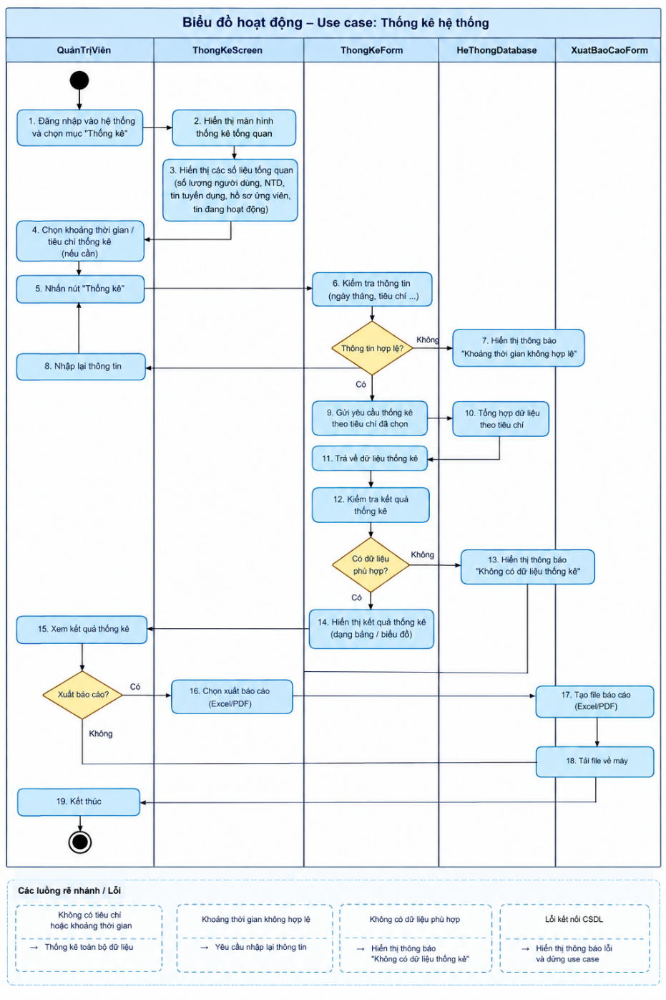 Biểu đồ hoạt động – Use case: Thống kê hệ thống
QuảnTrịViên
ThongKeScreen
ThongKeForm
HeThongDatabase
XuatBaoCaoForm
1. Đăng nhập vào hệ thống
và chọn mục "Thống kê"
2. Hiển thị màn hình
thống kê tổng quan
3. Hiển thị các số liệu tổng quan
(số lượng người dùng, NTD,
tin tuyển dụng, hồ sơ ứng viên,
tin đang hoạt động)
4. Chọn khoảng thời gian /
tiêu chí thống kê
(nếu cần)
5. Nhấn nút "Thống kê"
6. Kiểm tra thông tin
(ngày tháng, tiêu chí ...)
Thông tin hợp lệ?
Không
7. Hiển thị thông báo
"Khoảng thời gian không hợp lệ"
8. Nhập lại thông tin
Có
9. Gửi yêu cầu thống kê
theo tiêu chí đã chọn
10. Tổng hợp dữ liệu
theo tiêu chí
11. Trả về dữ liệu thống kê
12. Kiểm tra kết quả
thống kê
Có dữ liệu
phù hợp?
Không
13. Hiển thị thông báo
"Không có dữ liệu thống kê"
Có
14. Hiển thị kết quả thống kê
(dạng bảng / biểu đồ)
15. Xem kết quả thống kê
Xuất báo cáo?
Có
16. Chọn xuất báo cáo
(Excel/PDF)
17. Tạo file báo cáo
(Excel/PDF)
Không
18. Tải file về máy
19. Kết thúc
Các luồng rẽ nhánh / Lỗi
Không có tiêu chí
hoặc khoảng thời gian
→ Thống kê toàn bộ dữ liệu
Khoảng thời gian không hợp lệ
→ Yêu cầu nhập lại thông tin
Không có dữ liệu phù hợp
→ Hiển thị thông báo
"Không có dữ liệu thống kê"
Lỗi kết nối CSDL
→ Hiển thị thông báo lỗi
và dừng use case